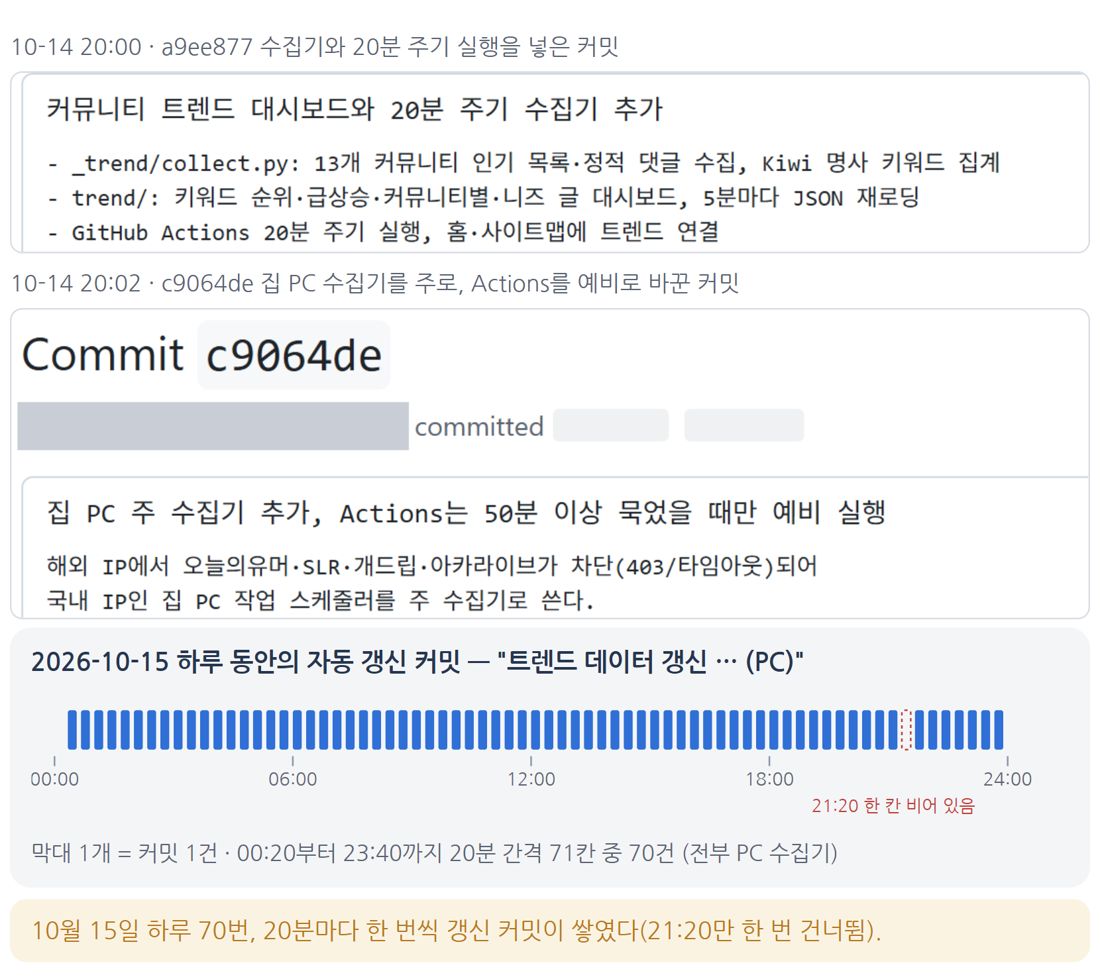 10-14 20:00 · a9ee877 수집기와 20분 주기 실행을 넣은 커밋
커뮤니티 트렌드 대시보드와 20분 주기 수집기 추가
- _trend/collect.py: 13개 커뮤니티 인기 목록·정적 댓글 수집, Kiwi 명사 키워드 집계
- trend/: 키워드 순위·급상승·커뮤니티별·니즈 글 대시보드, 5분마다 JSON 재로딩
- GitHub Actions 20분 주기 실행, 홈·사이트맵에 트렌드 연결
10-14 20:02 · c9064de 집 PC 수집기를 주로, Actions를 예비로 바꾼 커밋
Commit c9064de
committed
집 PC 주 수집기 추가, Actions는 50분 이상 묵었을 때만 예비 실행
해외 IP에서 오늘의유머·SLR·개드립·아카라이브가 차단(403/타임아웃)되어
국내 IP인 집 PC 작업 스케줄러를 주 수집기로 쓴다.
2026-10-15 하루 동안의 자동 갱신 커밋 — "트렌드 데이터 갱신 ··· (PC)"
00:00 06:00 12:00 18:00 24:00
21:20 한 칸 비어 있음
막대 1개 = 커밋 1건 · 00:20부터 23:40까지 20분 간격 71칸 중 70건 (전부 PC 수집기)
10월 15일 하루 70번, 20분마다 한 번씩 갱신 커밋이 쌓였다(21:20만 한 번 건너뜀).